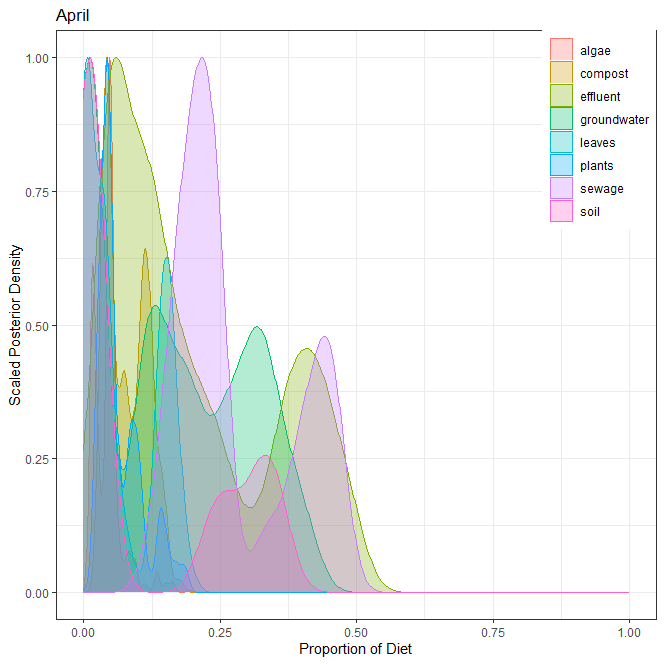 April
algae
compost
effluent
groundwater
leaves
plants
sewage
soil
1.00
0.75
0.50
0.25
0.00
Scaled Posterior Density
0.00 0.25 0.50 0.75 1.00
Proportion of Diet